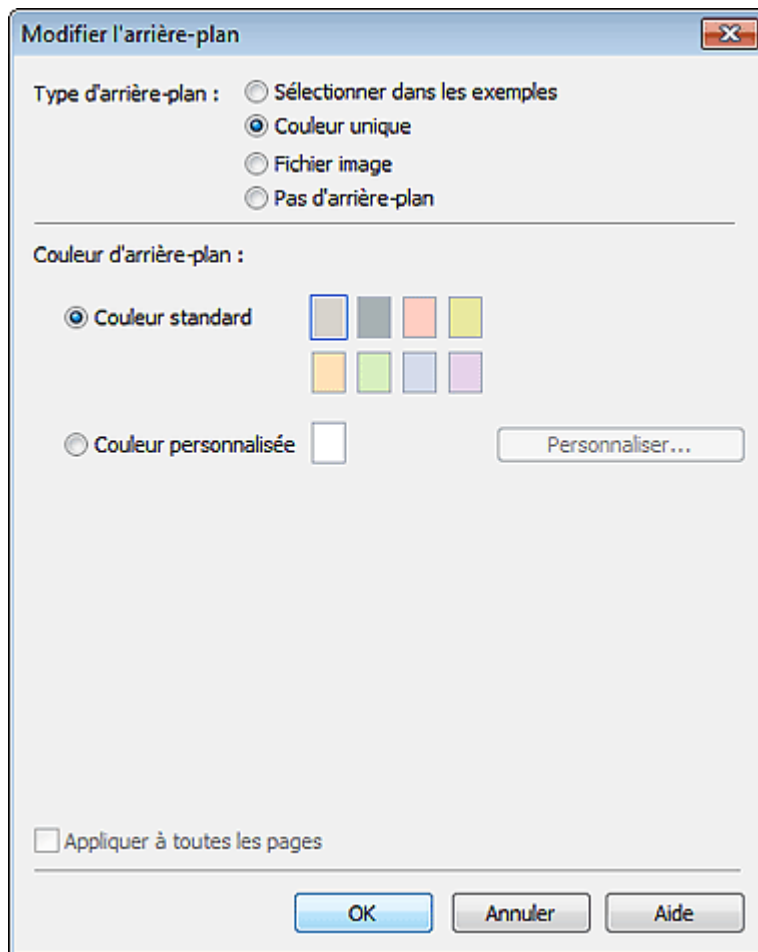 Modifier l'arrière-plan
Type d'arrière-plan :
Sélectionner dans les exemples
Couleur unique
Fichier image
Pas d'arrière-plan
Couleur d'arrière-plan :
Couleur standard
Couleur personnalisée
Personnaliser...
Appliquer à toutes les pages
OK
Annuler
Aide